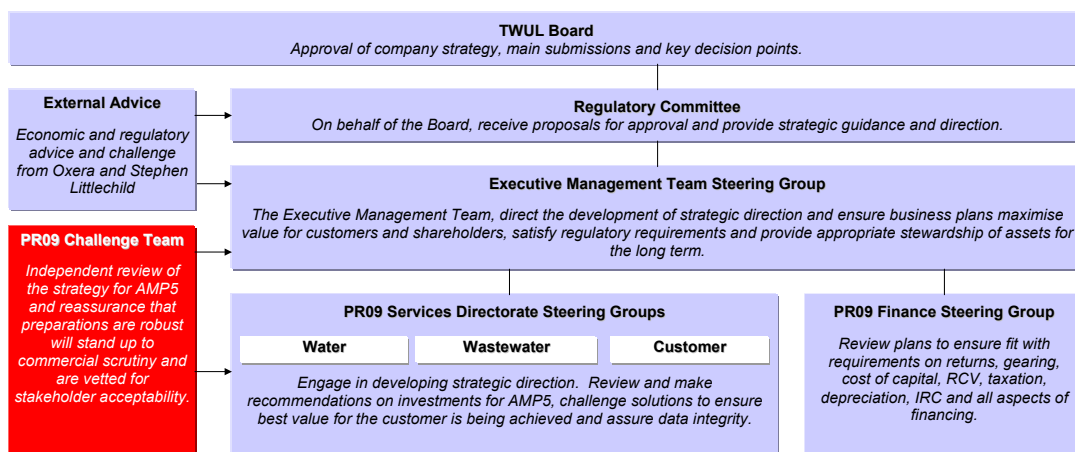 TWUL Board
Approval of company strategy, main submissions and key decision points.
External Advice
Economic and regulatory
advice and challenge
from Oxera and Stephen
Littlechild
Regulatory Committee
On behalf of the Board, receive proposals for approval and provide strategic guidance and direction.
Executive Management Team Steering Group
The Executive Management Team, direct the development of strategic direction and ensure business plans maximise
value for customers and shareholders, satisfy regulatory requirements and provide appropriate stewardship of assets for
the long term.
PR09 Challenge Team
Independent review of
the strategy for AMP5
and reassurance that
preparations are robust
will stand up to
commercial scrutiny and
are vetted for
stakeholder acceptability.
PR09 Services Directorate Steering Groups
Water
Wastewater
Customer
Engage in developing strategic direction.  Review and make
recommendations on investments for AMP5, challenge solutions to ensure
best value for the customer is being achieved and assure data integrity.
PR09 Finance Steering Group
Review plans to ensure fit with
requirements on returns, gearing,
cost of capital, RCV, taxation,
depreciation, IRC and all aspects of
financing.